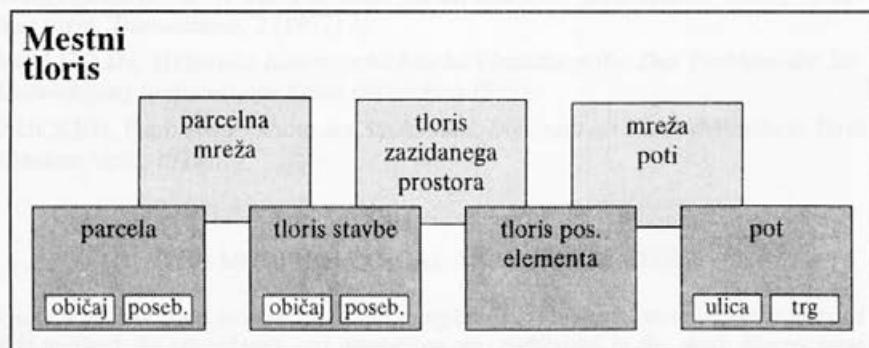 Mestni
tloris
parcelna
mreža
tloris
zazidanega
prostora
mreža
poti
parcela
tloris stavbe
tloris pos.
elementa
pot
običaj
poseb.
običaj
poseb.
ulica
trg